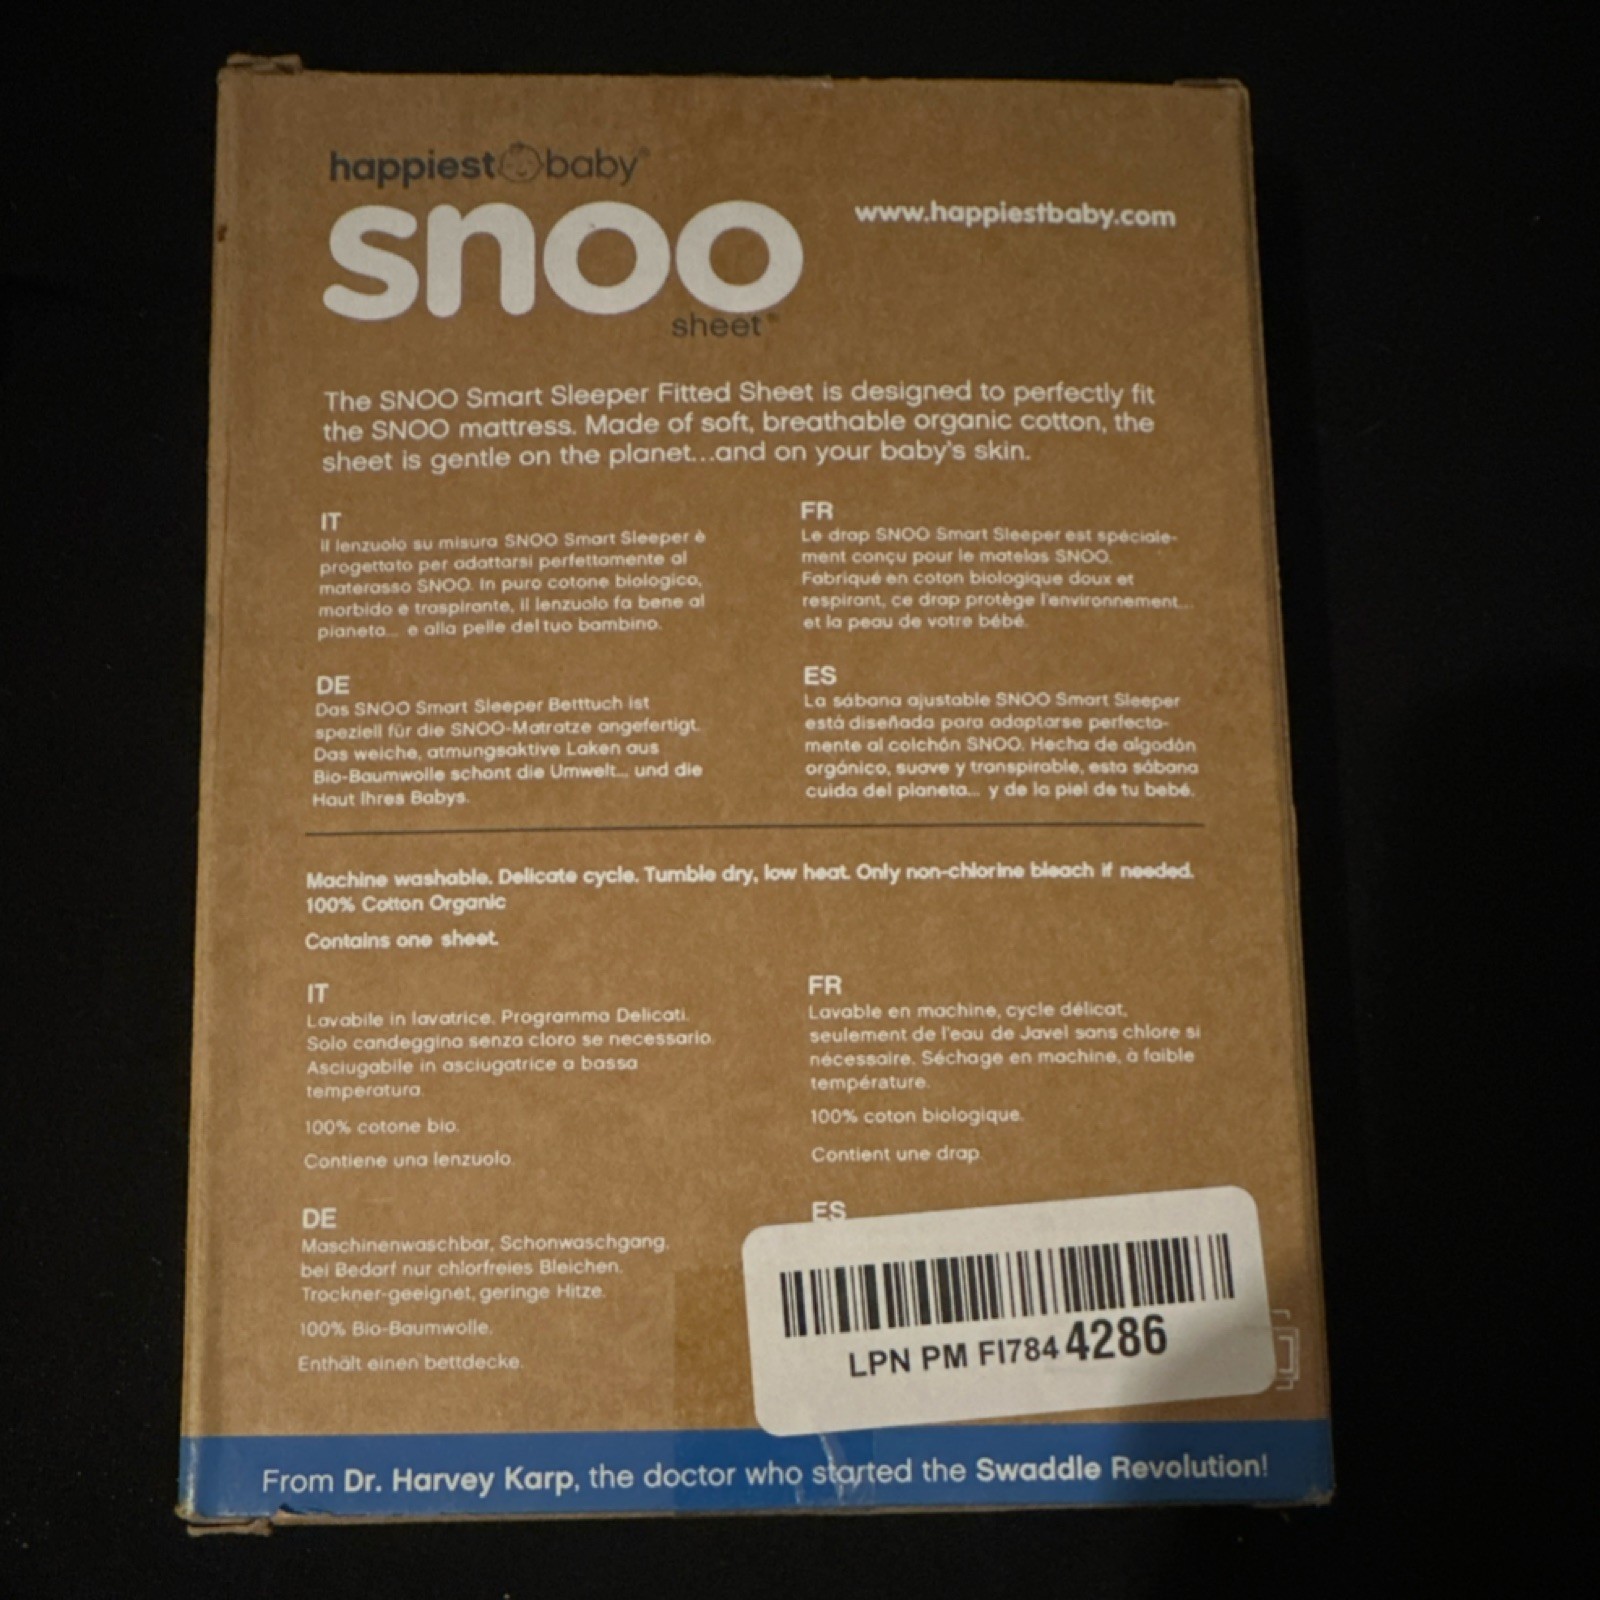 happiest baby®
snoo
sheet®
www.happiestbaby.com
The SNOO Smart Sleeper Fitted Sheet is designed to perfectly fit
the SNOO mattress. Made of soft, breathable organic cotton, the
sheet is gentle on the planet...and on your baby's skin.
IT
Il lenzuolo su misura SNOO Smart Sleeper è
progettato per adattarsi perfettamente al
materasso SNOO. In puro cotone biologico,
morbido e traspirante, il lenzuolo fa bene al
pianeta... e alla pelle del tuo bambino.
FR
Le drap SNOO Smart Sleeper est spéciale-
ment conçu pour le matelas SNOO.
Fabriqué en coton biologique doux et
respirant, ce drap protège l'environnement...
et la peau de votre bébé.
DE
Das SNOO Smart Sleeper Betttuch ist
speziell für die SNOO-Matratze angefertigt.
Das weiche, atmungsaktive Laken aus
Bio-Baumwolle schont die Umwelt... und die
Haut Ihres Babys.
ES
La sábana ajustable SNOO Smart Sleeper
está diseñada para adaptarse perfecta-
mente al colchón SNOO. Hecha de algodón
orgánico, suave y transpirable, esta sábana
cuida del planeta... y de la piel de tu bebé.
Machine washable. Delicate cycle. Tumble dry, low heat. Only non-chlorine bleach if needed.
100% Cotton Organic
Contains one sheet.
IT
Lavabile in lavatrice. Programma Delicati.
Solo candeggina senza cloro se necessario.
Asciugabile in asciugatrice a bassa
temperatura.
100% cotone bio.
Contiene una lenzuolo.
FR
Lavable en machine, cycle délicat,
seulement de l'eau de Javel sans chlore si
nécessaire. Séchage en machine, à faible
température.
100% coton biologique.
Contient une drap.
DE
Maschinenwaschbar, Schonwaschgang,
bei Bedarf nur chlorfreies Bleichen.
Trockner-geeignet, geringe Hitze.
100% Bio-Baumwolle.
Enthält einen bettdecke.
ES
LPN PM FI784 4286
From Dr. Harvey Karp, the doctor who started the Swaddle Revolution!